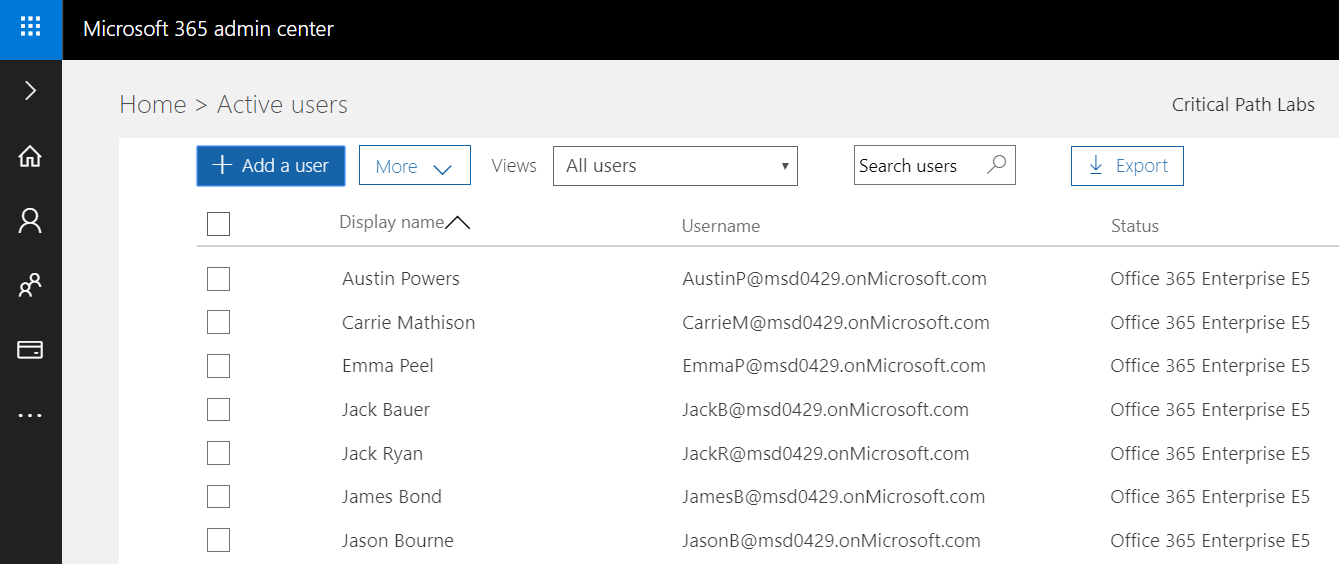 Microsoft 365 admin center
Home > Active users
Critical Path Labs
+ Add a user More Views All users Search users Export
Display name Username Status
Austin Powers AustinP@msd0429.onMicrosoft.com Office 365 Enterprise E5
Carrie Mathison CarrieM@msd0429.onMicrosoft.com Office 365 Enterprise E5
Emma Peel EmmaP@msd0429.onMicrosoft.com Office 365 Enterprise E5
Jack Bauer JackB@msd0429.onMicrosoft.com Office 365 Enterprise E5
Jack Ryan JackR@msd0429.onMicrosoft.com Office 365 Enterprise E5
James Bond JamesB@msd0429.onMicrosoft.com Office 365 Enterprise E5
Jason Bourne JasonB@msd0429.onMicrosoft.com Office 365 Enterprise E5